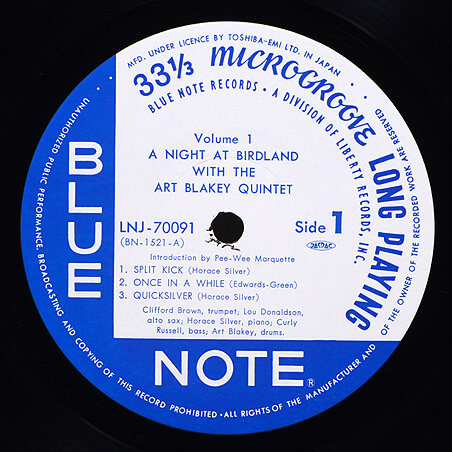 MFD. UNDER LICENCE BY TOSHIBA-EMI LTD. IN JAPAN
33 1/3 MICROGROOVE LONG PLAYING
BLUE NOTE RECORDS • A DIVISION OF LIBERTY RECORDS, INC.
Volume 1
A NIGHT AT BIRDLAND
WITH THE
ART BLAKEY QUINTET
LNJ-70091
(BN-1521-A)
Side 1
JASRAC
Introduction by Pee-Wee Marquette
1. SPLIT KICK (Horace Silver)
2. ONCE IN A WHILE (Edwards-Green)
3. QUICKSILVER (Horace Silver)
Clifford Brown, trumpet; Lou Donaldson,
alto sax; Horace Silver, piano; Curly
Russell, bass; Art Blakey, drums.
BLUE
NOTE®
UNAUTHORIZED PUBLIC PERFORMANCE, BROADCASTING AND COPYING OF THIS RECORD PROHIBITED • ALL RIGHTS OF THE MANUFACTURER AND OF THE OWNER OF THE RECORDED WORK ARE RESERVED